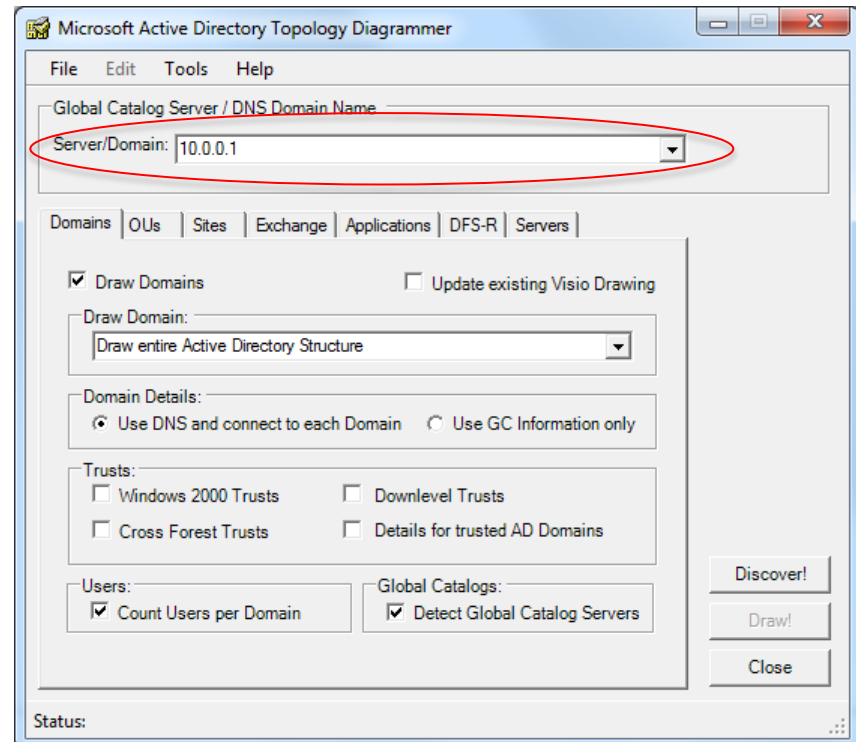 Microsoft Active Directory Topology Diagrammer
File Edit Tools Help
Global Catalog Server / DNS Domain Name
Server/Domain: 10.0.0.1
Domains OUs Sites Exchange Applications DFS-R Servers
Draw Domains Update existing Visio Drawing
Draw Domain:
Draw entire Active Directory Structure
Domain Details:
Use DNS and connect to each Domain Use GC Information only
Trusts:
Windows 2000 Trusts Downlevel Trusts
Cross Forest Trusts Details for trusted AD Domains
Users: Global Catalogs:
Count Users per Domain Detect Global Catalog Servers
Discover!
Draw!
Close
Status: